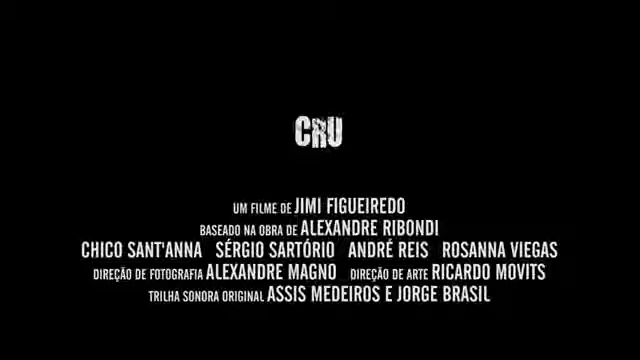 CRU
UM FILME DE JIMI FIGUEIREDO
BASEADO NA OBRA DE ALEXANDRE RIBONDI
CHICO SANT'ANNA SÉRGIO SARTÓRIO ANDRÉ REIS ROSANNA VIEGAS
DIREÇÃO DE FOTOGRAFIA ALEXANDRE MAGNO DIREÇÃO DE ARTE RICARDO MOVITS
TRILHA SONORA ORIGINAL ASSIS MEDEIROS E JORGE BRASIL